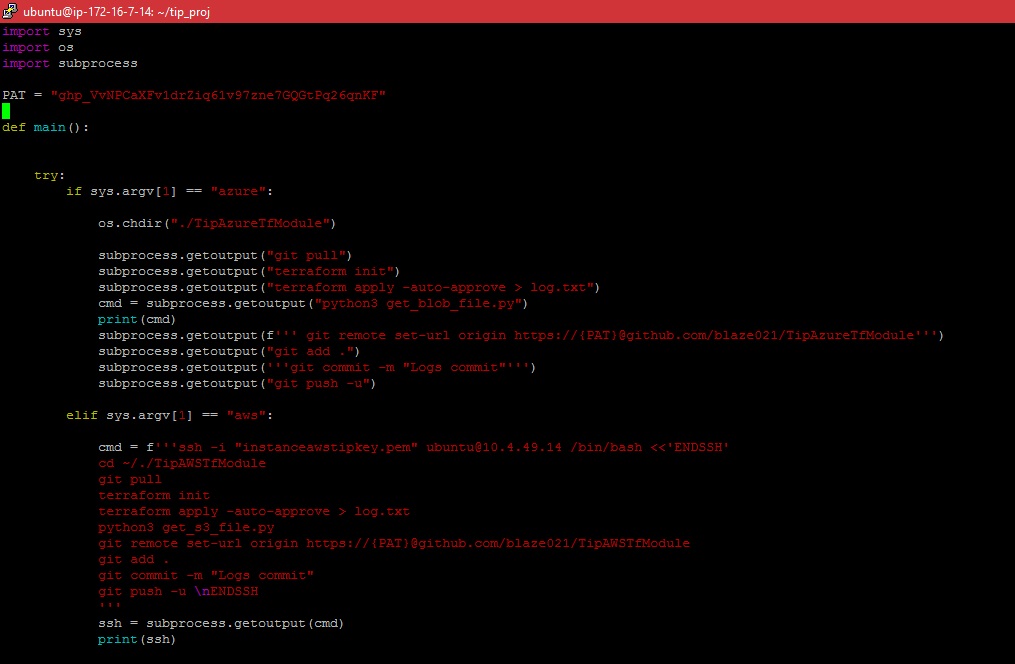 ubuntu@ip-172-16-7-14: ~/tip_proj
import sys
import os
import subprocess
PAT = "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"
def main():
try:
if sys.argv[1] == "azure":
os.chdir("./TipAzureTfModule")
subprocess.getoutput("git pull")
subprocess.getoutput("terraform init")
subprocess.getoutput("terraform apply -auto-approve > log.txt")
cmd = subprocess.getoutput("python3 get_blob_file.py")
print(cmd)
subprocess.getoutput(f''' git remote set-url origin https://{PAT}@github.com/blaze021/TipAzureTfModule''')
subprocess.getoutput("git add .")
subprocess.getoutput('''git commit -m "Logs commit"''')
subprocess.getoutput("git push -u")
elif sys.argv[1] == "aws":
cmd = f'''ssh -i "instanceawstipkey.pem" ubuntu@10.4.49.14 /bin/bash <<'ENDSSH'
cd ~/./TipAWSTfModule
git pull
terraform init
terraform apply -auto-approve > log.txt
python3 get_s3_file.py
git remote set-url origin https://{PAT}@github.com/blaze021/TipAWSTfModule
git add .
git commit -m "Logs commit"
git push -u \nENDSSH
'''
ssh = subprocess.getoutput(cmd)
print(ssh)